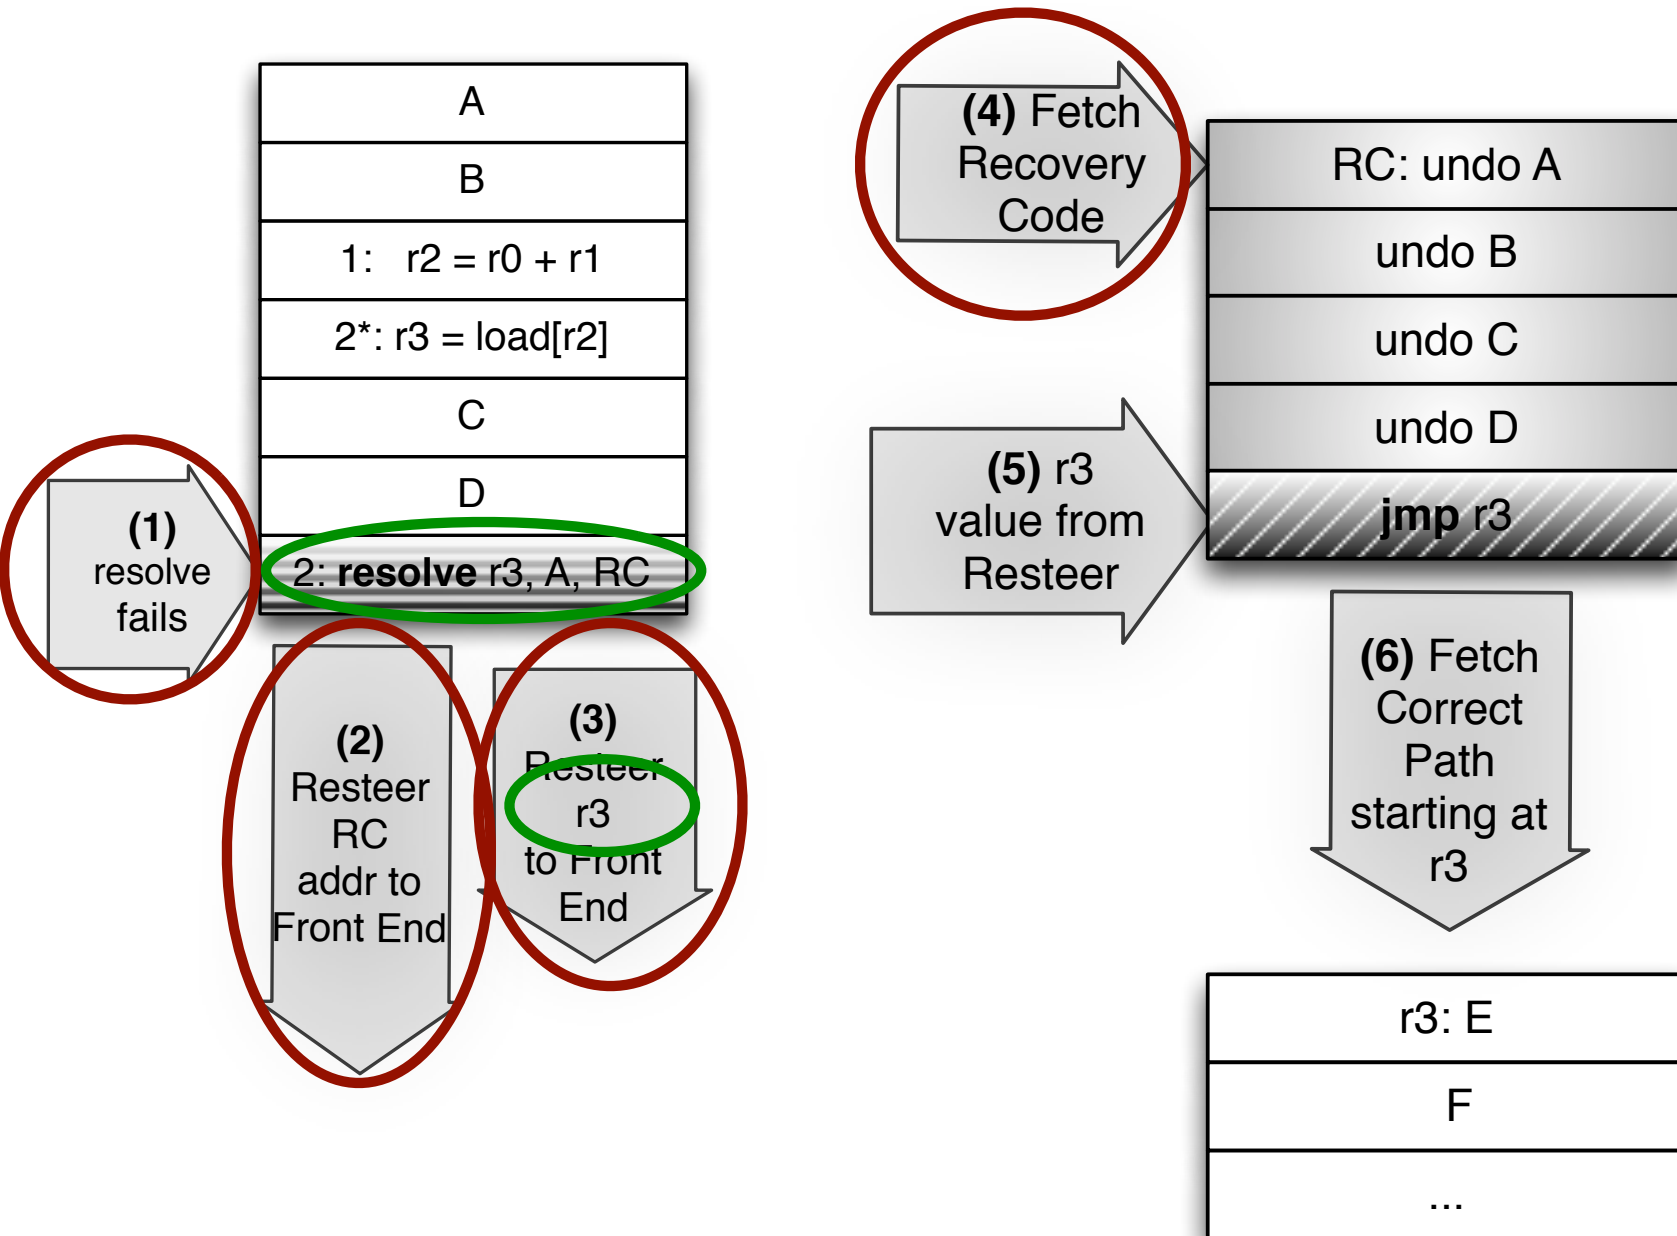 A
B
1: r2 = r0 + r1
2*: r3 = load[r2]
C
D
2: resolve r3, A, RC
(1)
resolve
fails
(2)
Resteer
RC
addr to
Front End
(3)
Resteer
r3
to Front
End
(4) Fetch
Recovery
Code
RC: undo A
undo B
undo C
undo D
jmp r3
(5) r3
value from
Resteer
(6) Fetch
Correct
Path
starting at
r3
r3: E
F
...